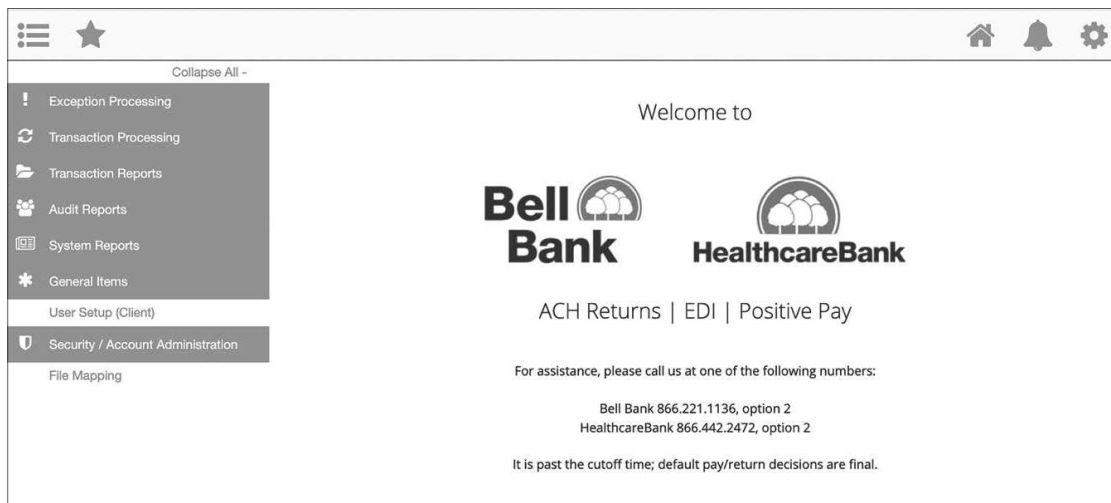 Collapse All -
Exception Processing
Transaction Processing
Transaction Reports
Audit Reports
System Reports
General Items
User Setup (Client)
Security / Account Administration
File Mapping
Welcome to
Bell
Bank
HealthcareBank
ACH Returns | EDI | Positive Pay
For assistance, please call us at one of the following numbers:
Bell Bank 866.221.1136, option 2
HealthcareBank 866.442.2472, option 2
It is past the cutoff time; default pay/return decisions are final.